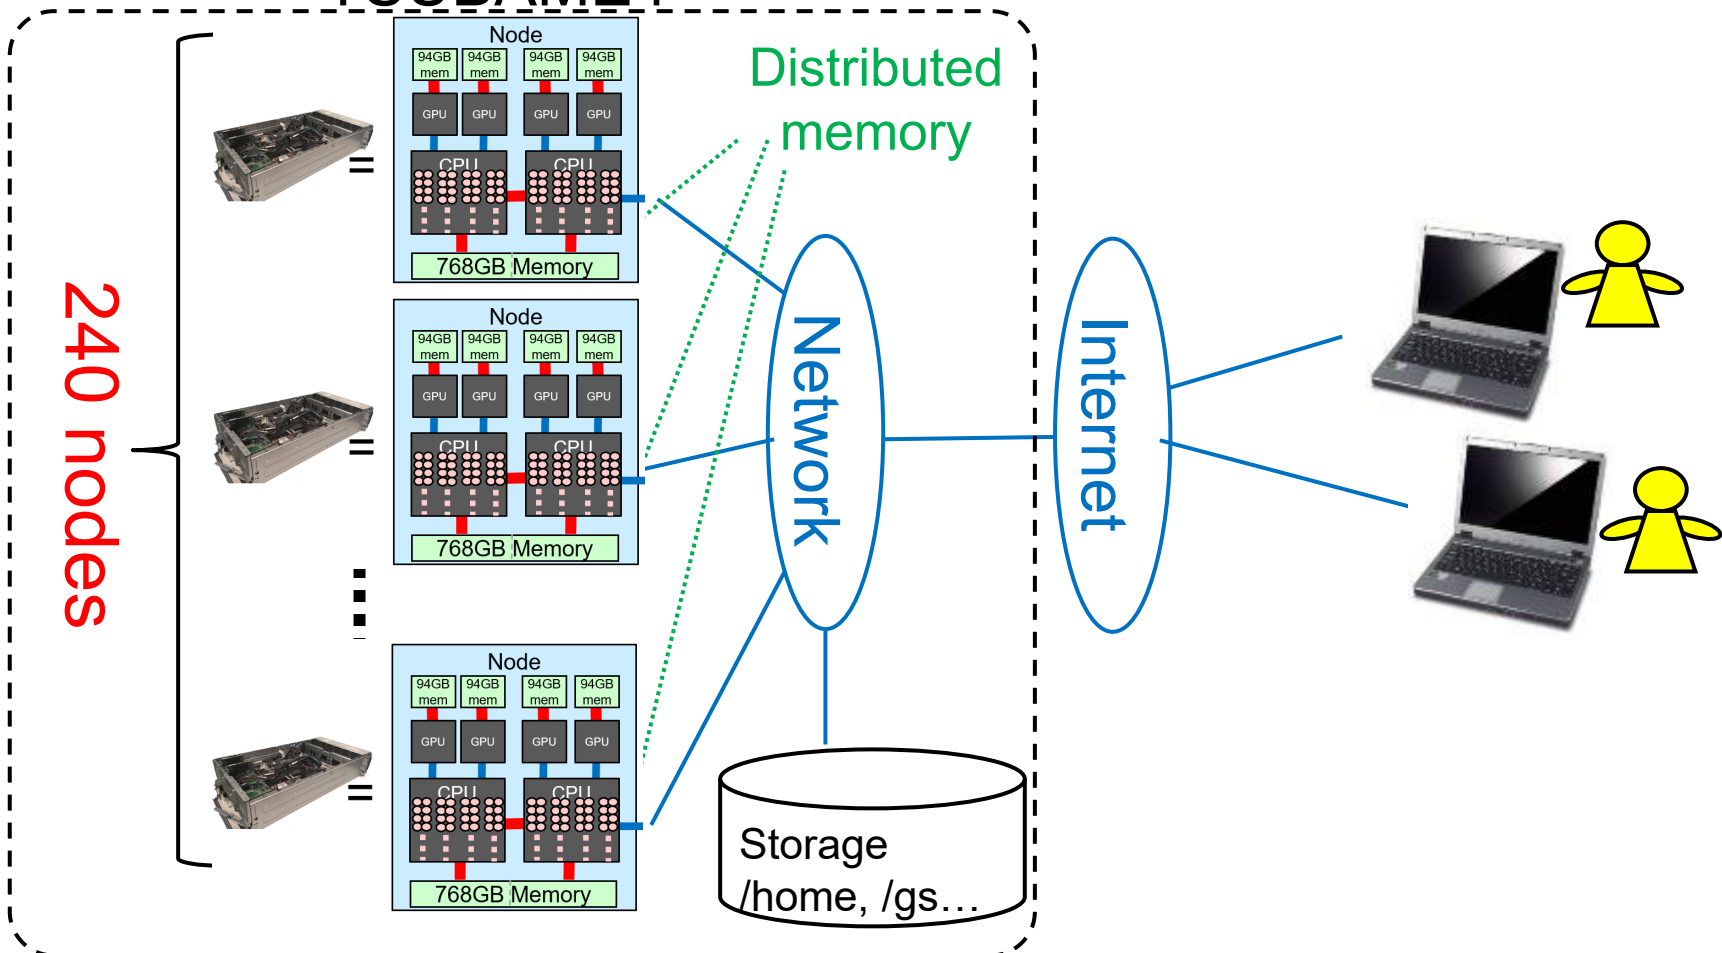 Node
94GB
mem
94GB
mem
94GB
mem
94GB
mem
GPU
GPU
GPU
GPU
CPU
CPU
768GB Memory
=
Node
94GB
mem
94GB
mem
94GB
mem
94GB
mem
GPU
GPU
GPU
GPU
CPU
CPU
768GB Memory
=
Node
94GB
mem
94GB
mem
94GB
mem
94GB
mem
GPU
GPU
GPU
GPU
CPU
CPU
768GB Memory
=
240 nodes
Distributed
memory
Network
Internet
Storage
/home, /gs…